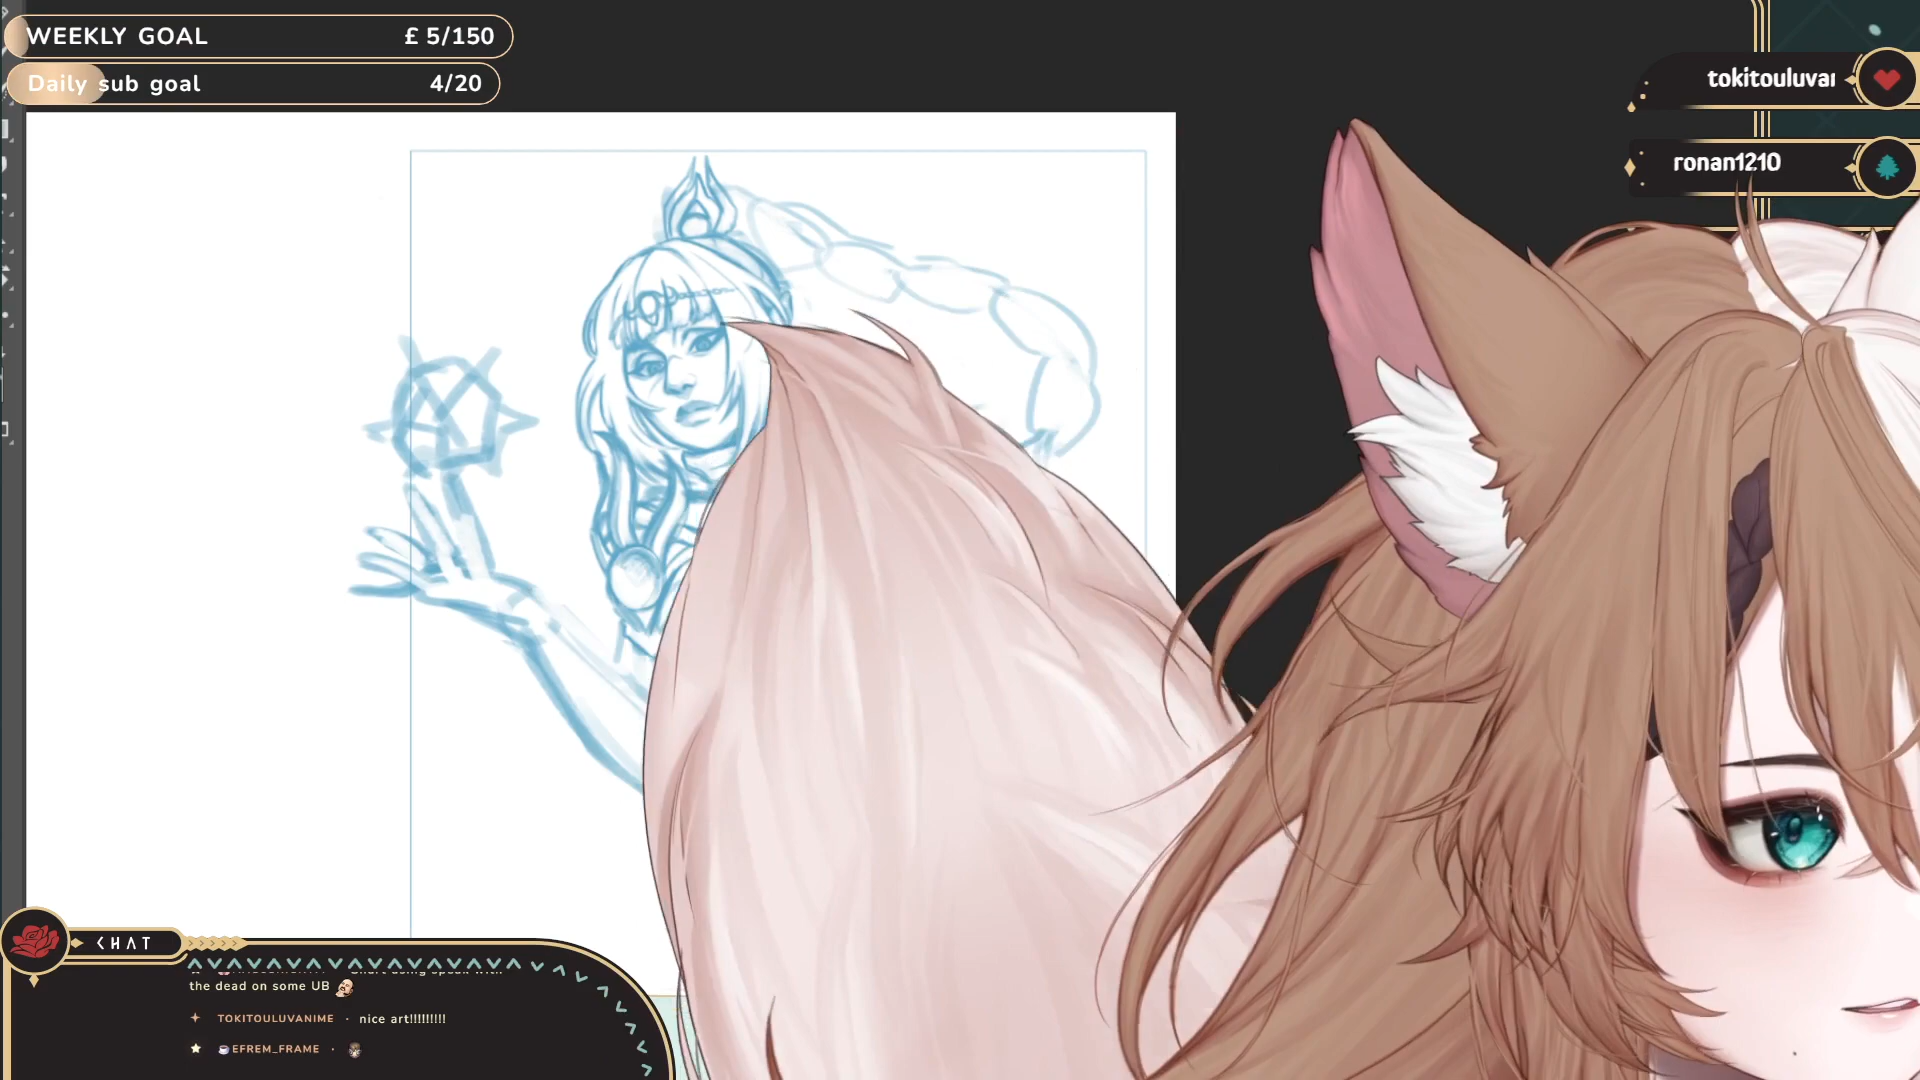 WEEKLY GOAL £ 5/150
Daily sub goal 4/20
tokitouluvai
ronan1210
CHAT
the dead on some UB
TOKITOULUVANIME · nice art!!!!!!!!!
EFREM_FRAME ·